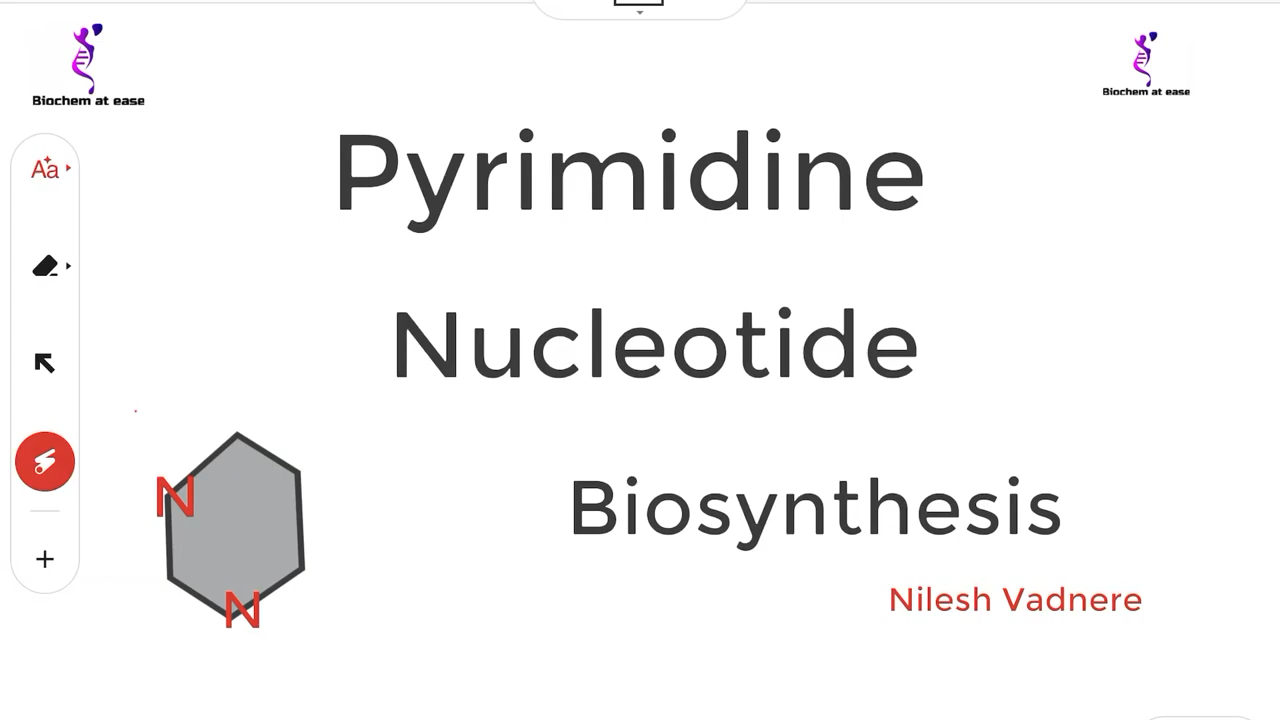 Biochem at ease
Biochem at ease
Pyrimidine
Aa
Nucleotide
N
Biosynthesis
N
Nilesh Vadnere